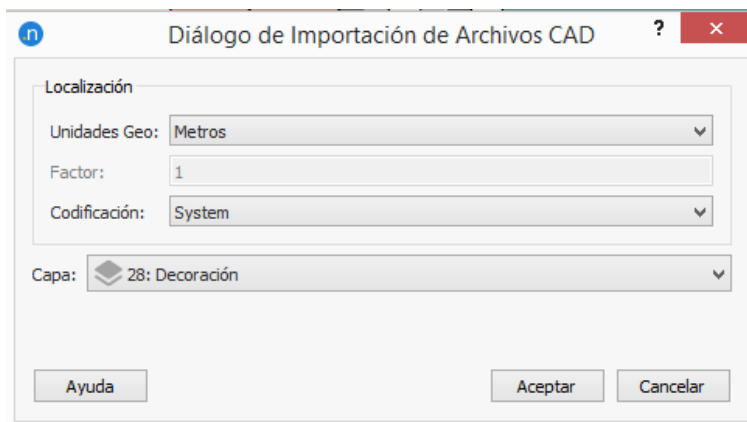 .n
Diálogo de Importación de Archivos CAD
?
×
Localización
Unidades Geo: Metros
Factor: 1
Codificación: System
Capa: 28: Decoración
Ayuda
Aceptar
Cancelar